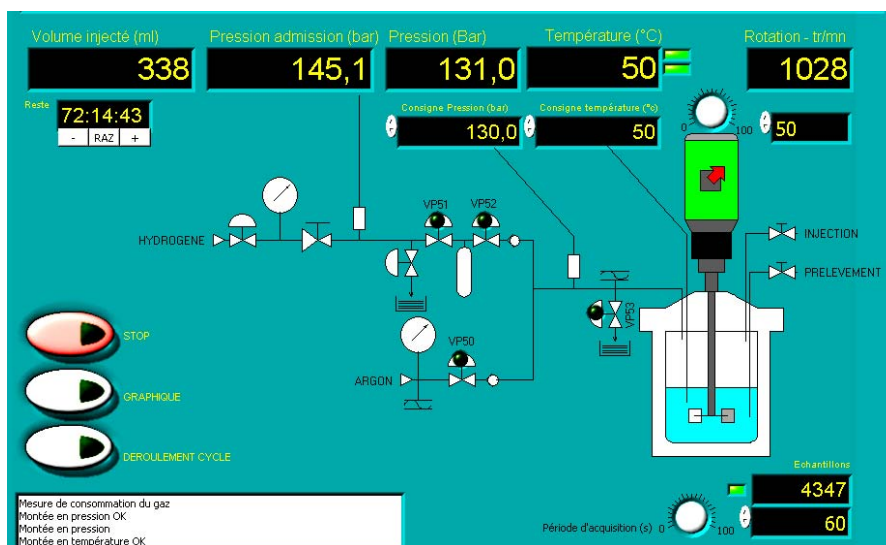 Volume injecté (ml) Pression admission (bar) Pression (Bar) Température (°C) Rotation - tr/mn
338 145,1 131,0 50 1028
Reste
72:14:43
- RAZ +
Consigne Pression (bar) Consigne température (°c)
130,0 50
0 100
50
VP51 VP52
HYDROGENE
INJECTION
PRELEVEMENT
VP53
STOP
VP50
ARGON
GRAPHIQUE
DEROULEMENT CYCLE
Echantillons
4347
Période d'acquisition (s) 0 100
60
Mesure de consommation du gaz
Montée en pression OK
Montée en pression
Montée en température OK